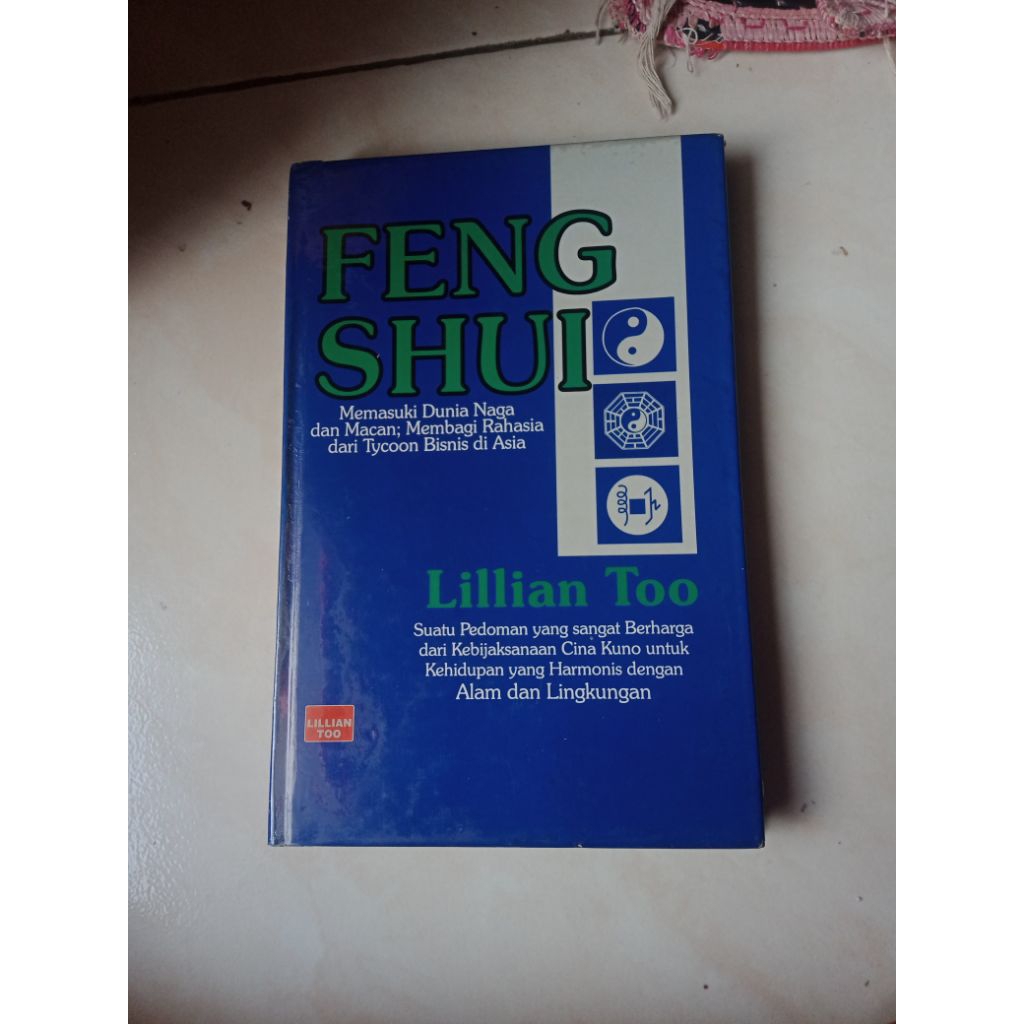 FENG
SHUI
Memasuki Dunia Naga
dan Macan; Membagi Rahasia
dari Tycoon Bisnis di Asia
Lillian Too
Suatu Pedoman yang sangat Berharga
dari Kebijaksanaan Cina Kuno untuk
Kehidupan yang Harmonis dengan
Alam dan Lingkungan
LILLIAN
TOO